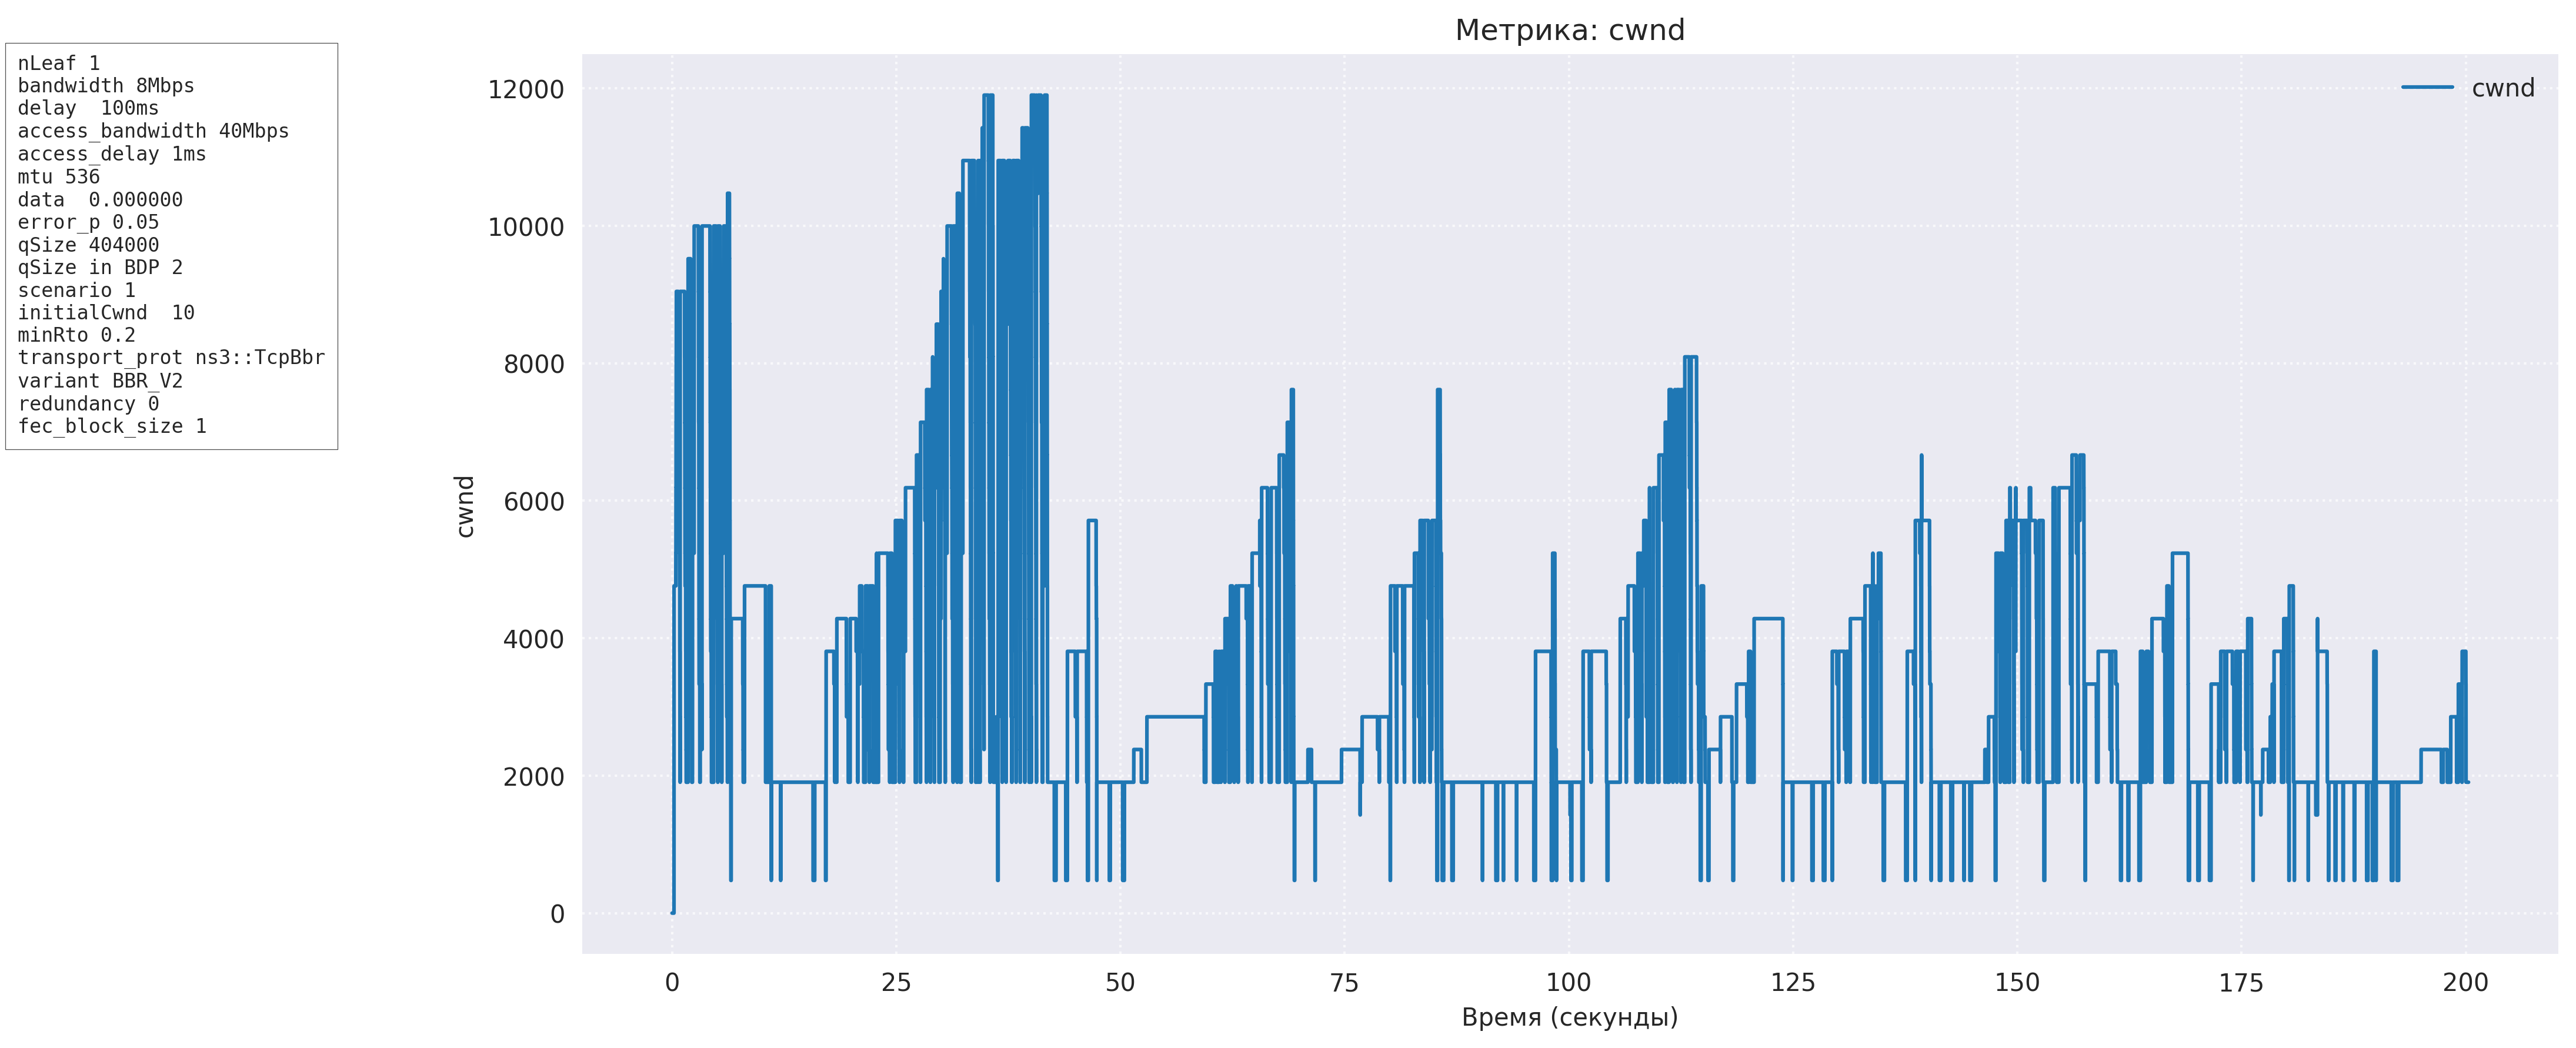 Метрика: cwnd
nLeaf 1
bandwidth 8Mbps
delay  100ms
access_bandwidth 40Mbps
access_delay 1ms
mtu 536
data  0.000000
error_p 0.05
qSize 404000
qSize in BDP 2
scenario 1
initialCwnd  10
minRto 0.2
transport_prot ns3::TcpBbr
variant BBR_V2
redundancy 0
fec_block_size 1
cwnd
12000
10000
8000
6000
4000
2000
0
cwnd
0 25 50 75 100 125 150 175 200
Время (секунды)